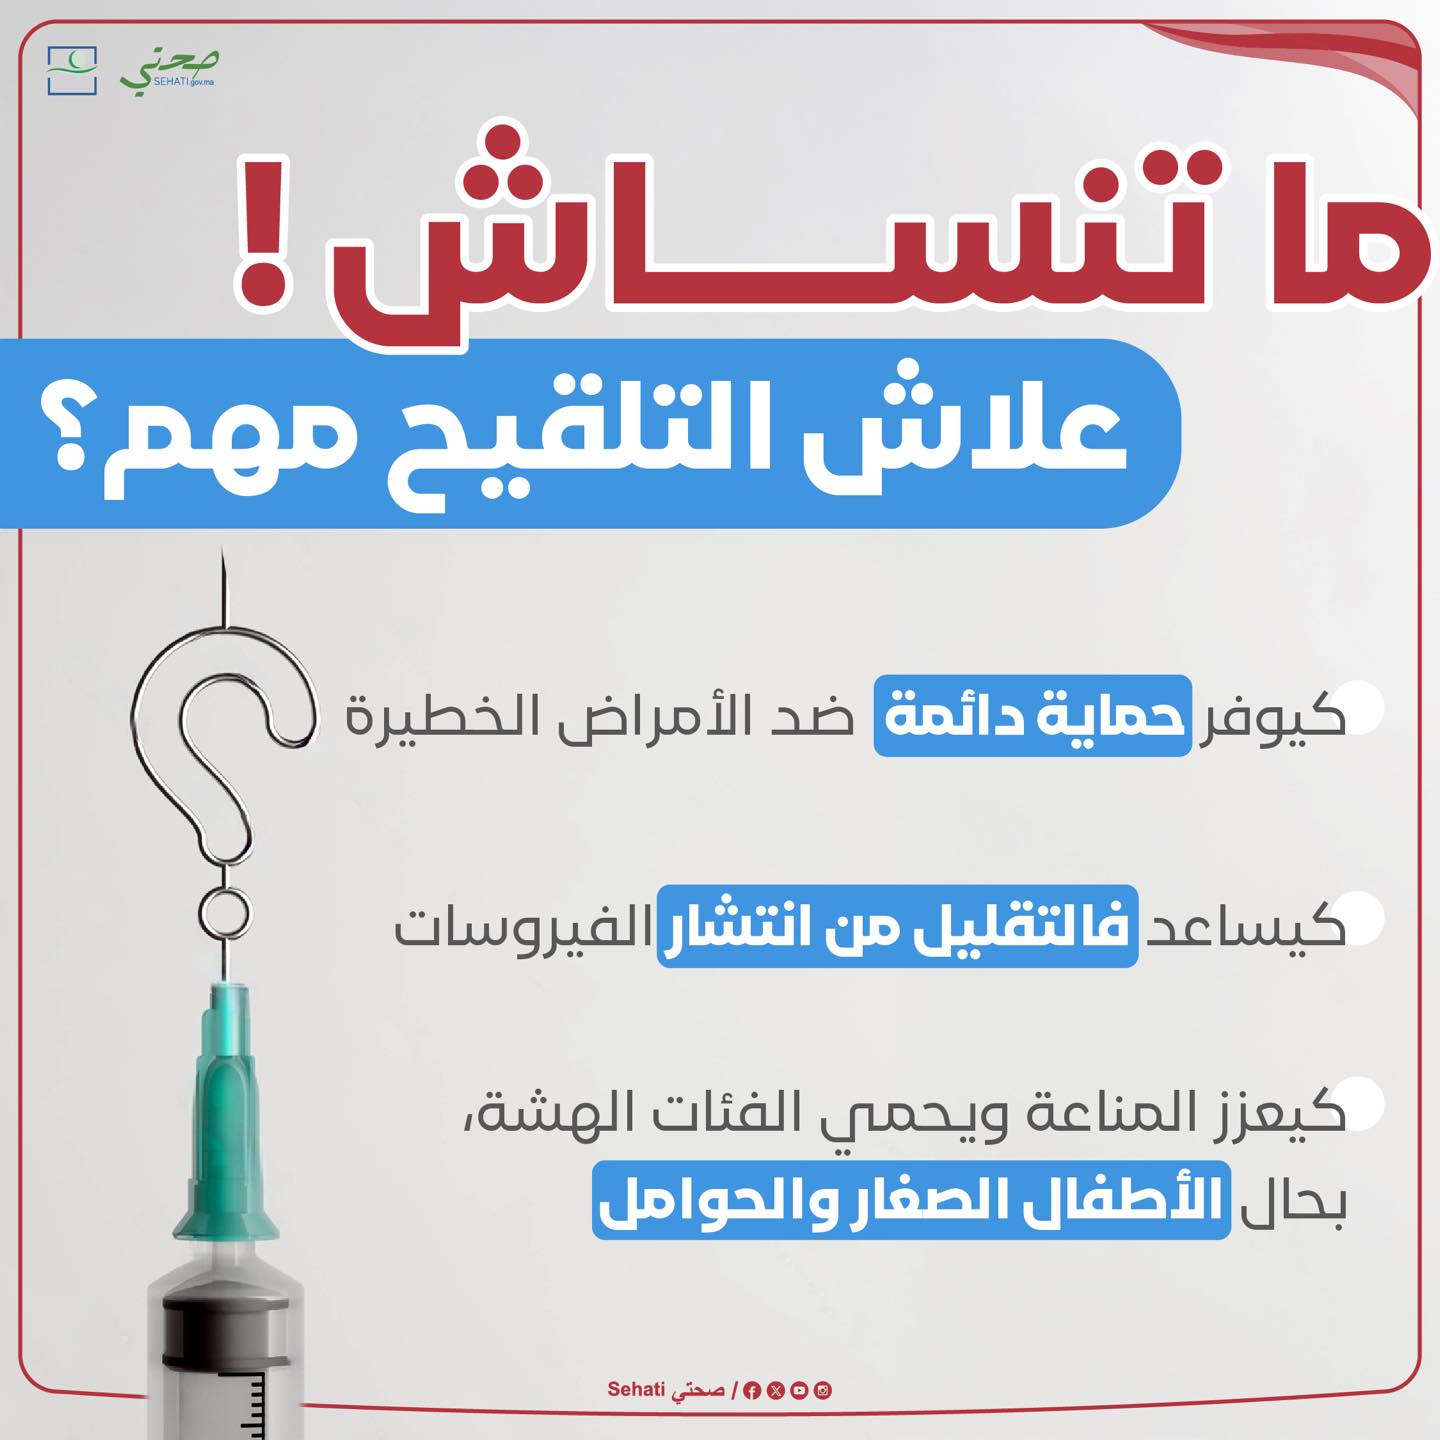 صحتي
SEHATI.gov.ma
ما تنساش!
علاش التلقيح مهم؟
كيوفر حماية دائمة ضد الأمراض الخطيرة
كيساعد فالتقليل من انتشار الفيروسات
كيعزز المناعة ويحمي الفئات الهشة،
بحال الأطفال الصغار والحوامل
Sehati صحتي /